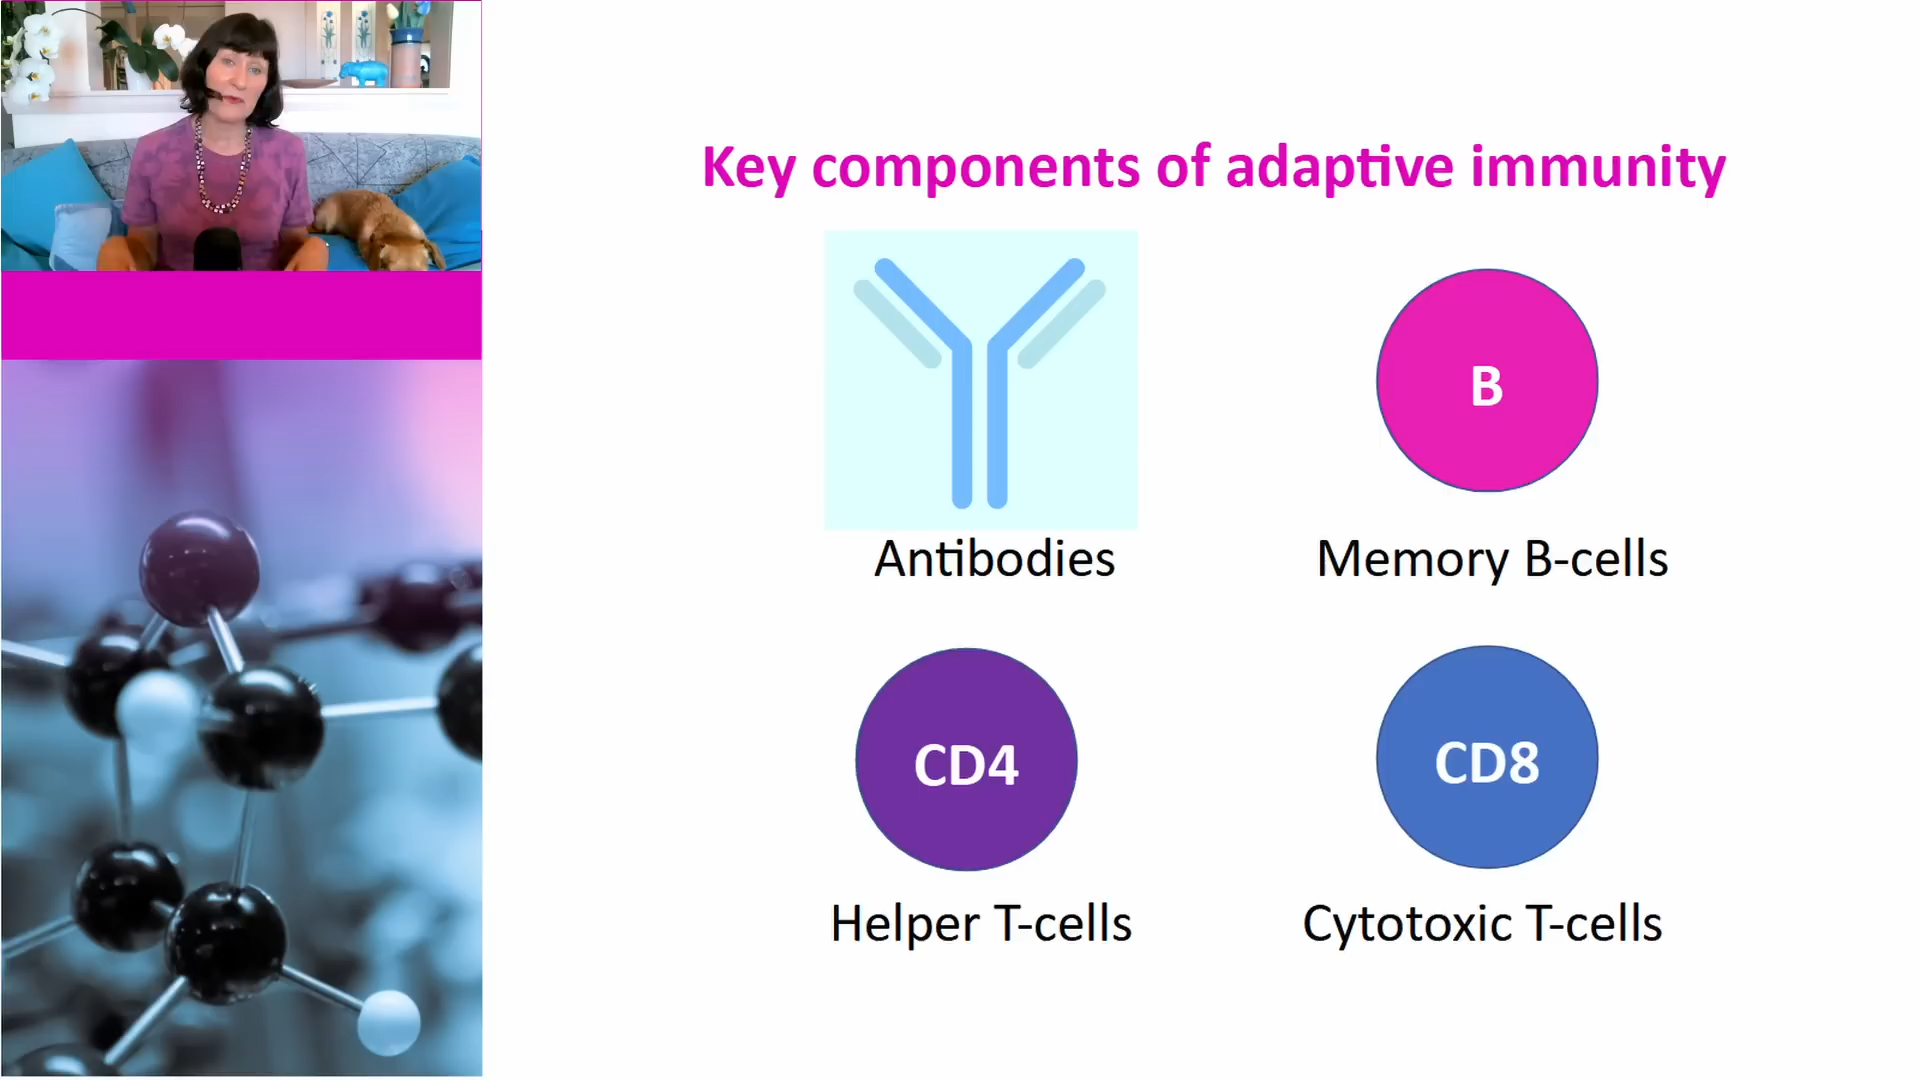 Key components of adaptive immunity
B
Antibodies
Memory B-cells
CD4
CD8
Helper T-cells
Cytotoxic T-cells